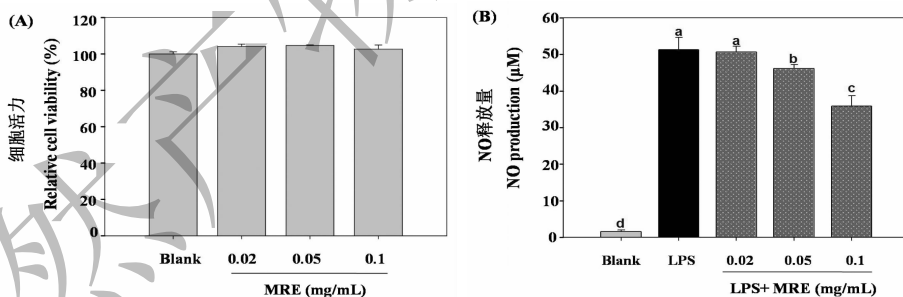 (A)
细胞活力
Relative cell viability (%)
120
100
80
60
40
20
0
Blank 0.02 0.05 0.1
MRE (mg/mL)
(B)
NO释放量
NO production (μM)
60
50
40
30
20
10
0
d a a b c
Blank LPS 0.02 0.05 0.1
LPS+ MRE (mg/mL)